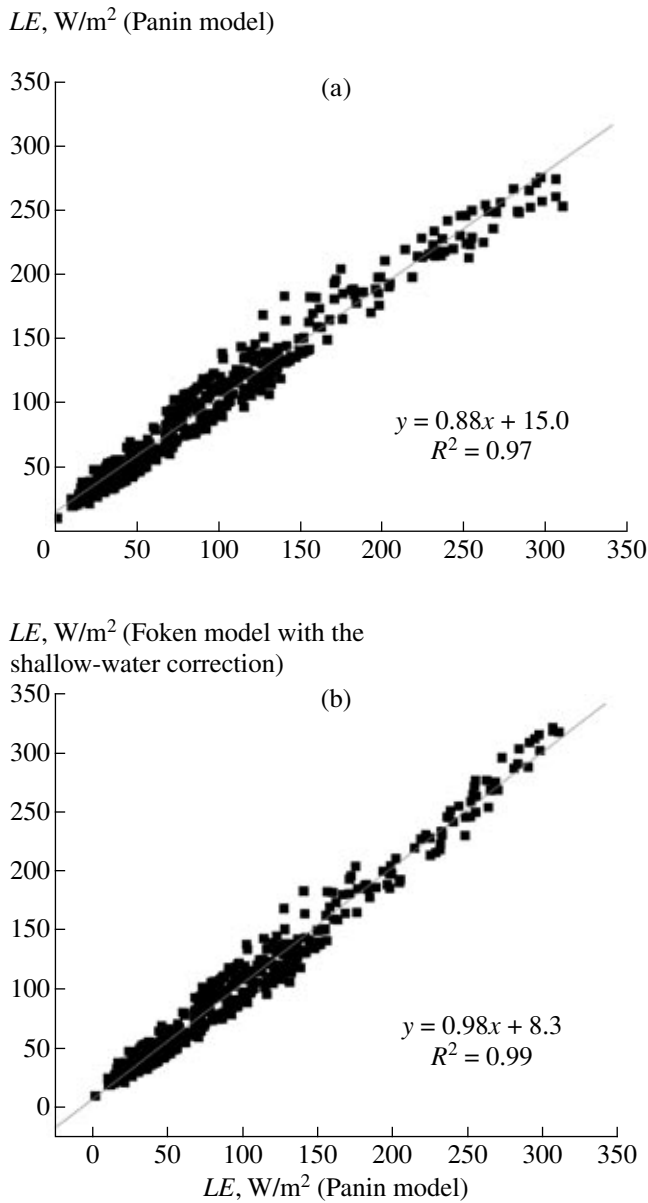 LE, W/m² (Panin model)
(a)
350
300
250
200
150
100
50
0 50 100 150 200 250 300 350
y = 0.88x + 15.0
R² = 0.97
LE, W/m² (Foken model with the
shallow-water correction)
(b)
350
300
250
200
150
100
50
0
y = 0.98x + 8.3
R² = 0.99
0 50 100 150 200 250 300 350
LE, W/m² (Panin model)